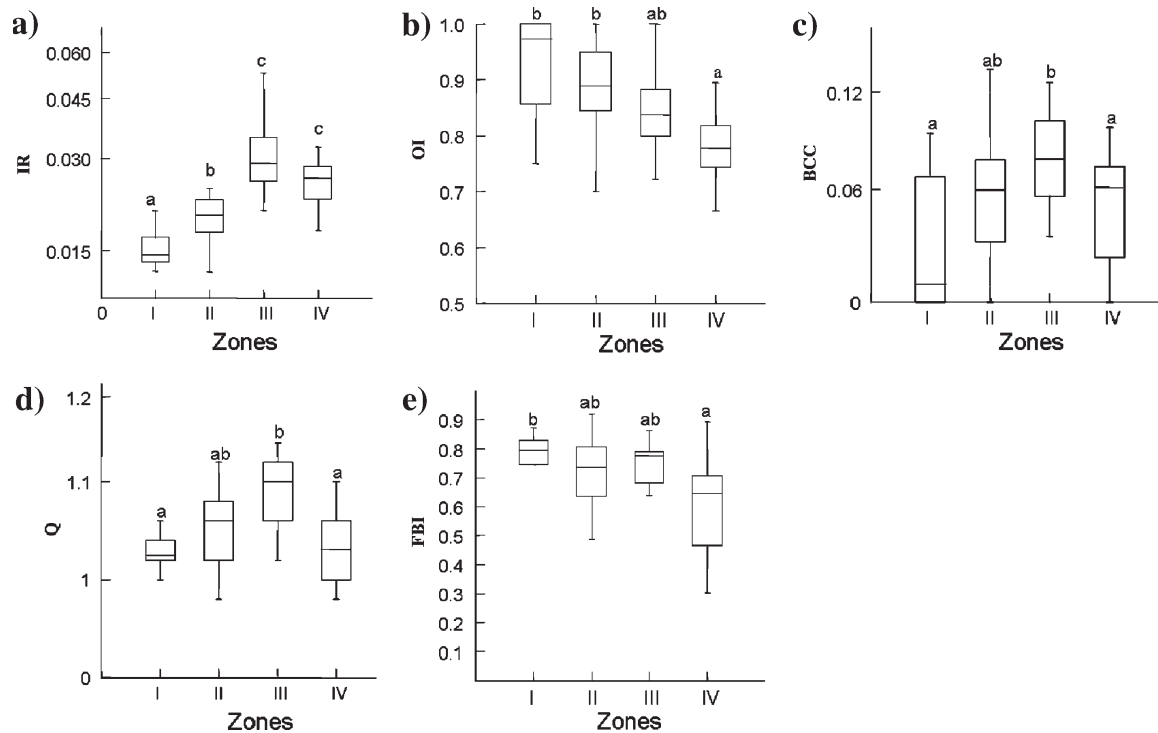 a)
0.060
0.045
0.030
0.015
0
IR
a
b
c
c
I II III IV
Zones
b)
1.0
0.9
0.8
0.7
0.6
0.5
OI
b
b
ab
a
I II III IV
Zones
c)
0.12
0.06
0
BCC
a
ab
b
a
I II III IV
Zones
d)
1.2
1.1
1
0
Q
a
ab
b
a
I II III IV
Zones
e)
0.9
0.8
0.7
0.6
0.5
0.4
0.3
0.2
0.1
FBI
b
ab
ab
a
I II III IV
Zones